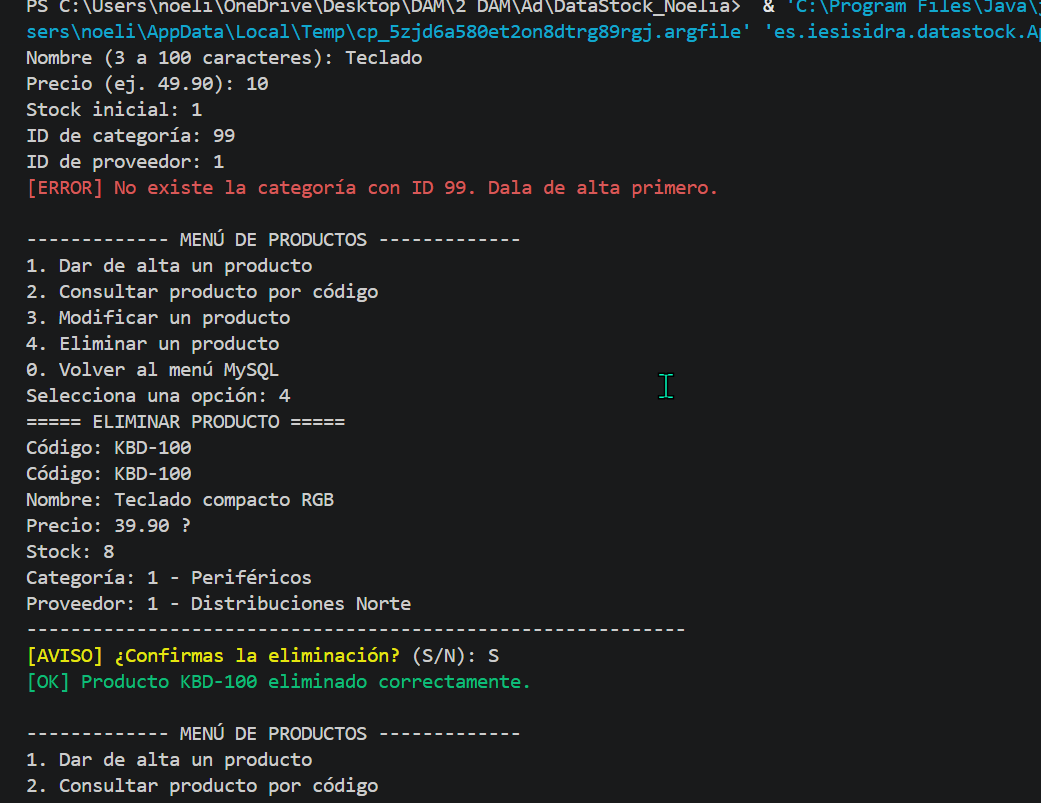 PS C:\Users\noeli\OneDrive\Desktop\DAM\2 DAM\Ad\DataStock_Noelia>  & 'C:\Program Files\Java\j
sers\noeli\AppData\Local\Temp\cp_5zjd6a580et2on8dtrg89rgj.argfile' 'es.iesisidra.datastock.Ap
Nombre (3 a 100 caracteres): Teclado
Precio (ej. 49.90): 10
Stock inicial: 1
ID de categoría: 99
ID de proveedor: 1
[ERROR] No existe la categoría con ID 99. Dala de alta primero.
------------- MENÚ DE PRODUCTOS -------------
1. Dar de alta un producto
2. Consultar producto por código
3. Modificar un producto
4. Eliminar un producto
0. Volver al menú MySQL
Selecciona una opción: 4
===== ELIMINAR PRODUCTO =====
Código: KBD-100
Código: KBD-100
Nombre: Teclado compacto RGB
Precio: 39.90 ?
Stock: 8
Categoría: 1 - Periféricos
Proveedor: 1 - Distribuciones Norte
------------------------------------------------------------
[AVISO] ¿Confirmas la eliminación? (S/N): S
[OK] Producto KBD-100 eliminado correctamente.
------------- MENÚ DE PRODUCTOS -------------
1. Dar de alta un producto
2. Consultar producto por código